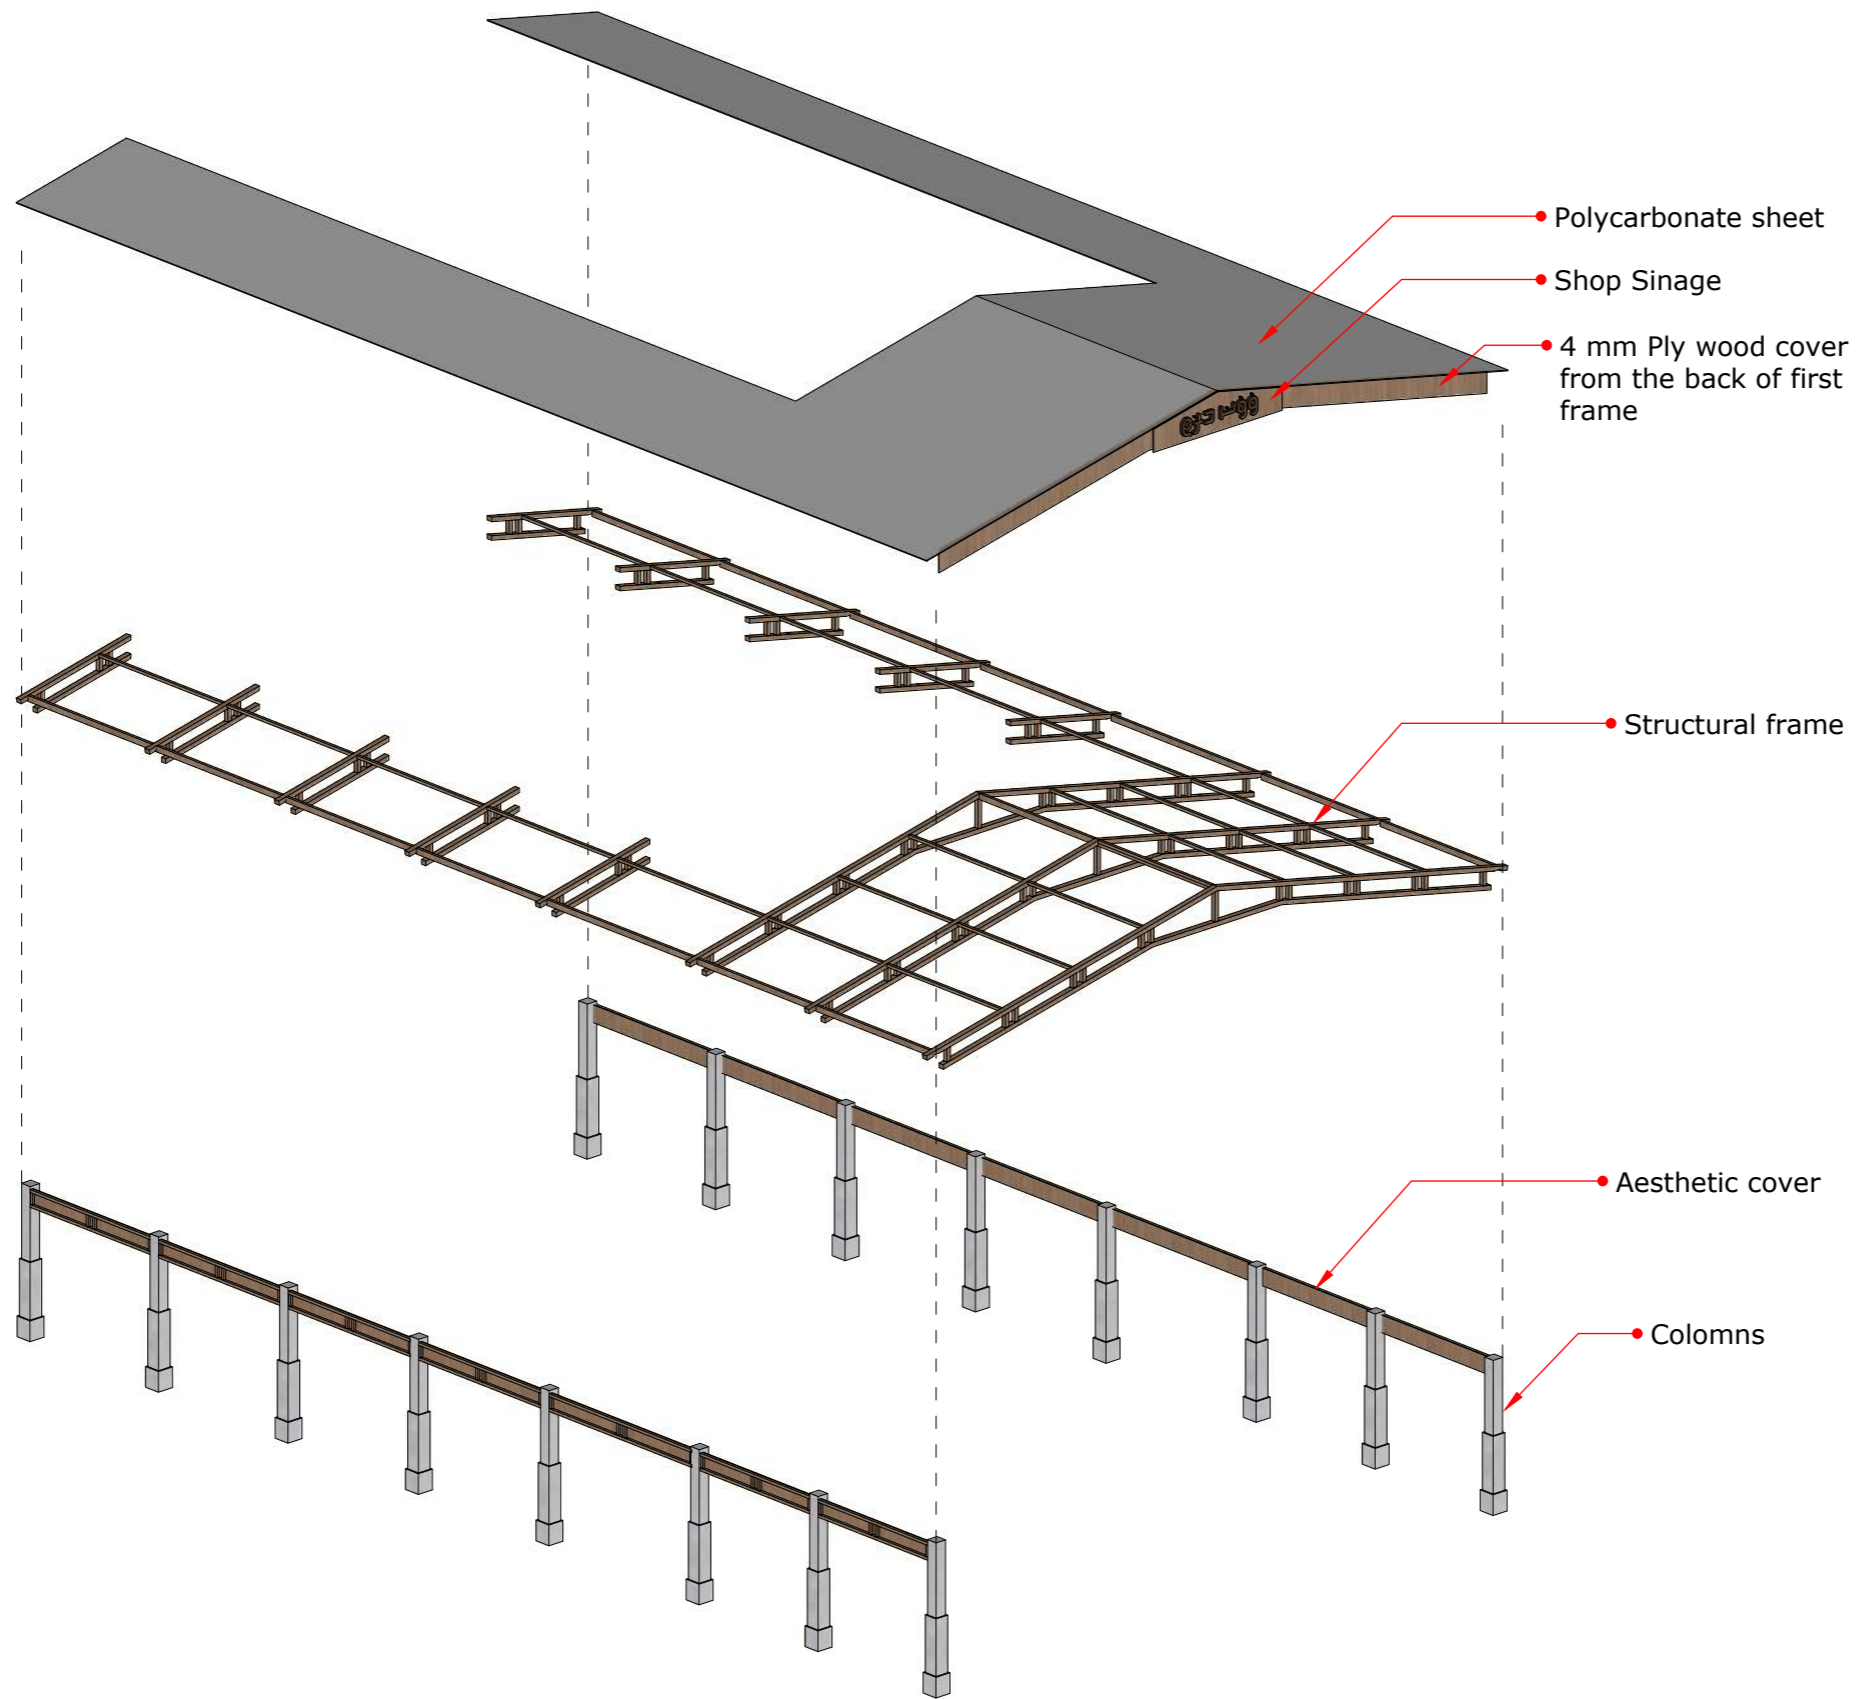 Polycarbonate sheet
Shop Sinage
4 mm Ply wood cover
from the back of first
frame
Structural frame
Aesthetic cover
Colomns